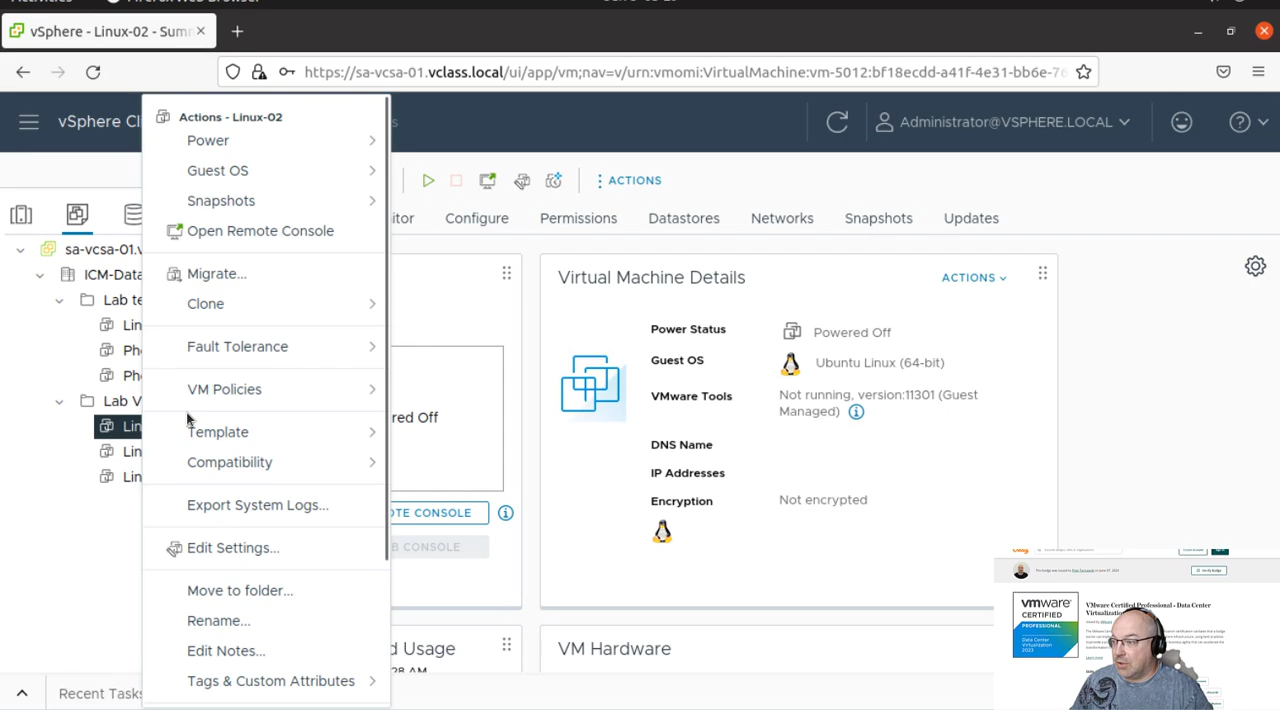 vSphere - Linux-02 - Sum
https://sa-vcsa-01.vclass.local/ui/app/vm;nav=v/urn:vmomi:VirtualMachine:vm-5012:bf18ecdd-a41f-4e31-bb6e-76
vSphere Cli
Administrator@VSPHERE.LOCAL
Actions - Linux-02
Power
Guest OS
Snapshots
Open Remote Console
Migrate...
Clone
Fault Tolerance
VM Policies
Template
Compatibility
Export System Logs...
Edit Settings...
Move to folder...
Rename...
Edit Notes...
Tags & Custom Attributes
ACTIONS
itor
Configure
Permissions
Datastores
Networks
Snapshots
Updates
sa-vcsa-01.v
ICM-Data
Lab te
Lin
Pho
Pho
Lab V
Lin
Lin
Lin
red Off
OTE CONSOLE
B CONSOLE
Virtual Machine Details
ACTIONS
Power Status
Powered Off
Guest OS
Ubuntu Linux (64-bit)
VMware Tools
Not running, version:11301 (Guest
Managed)
DNS Name
IP Addresses
Encryption
Not encrypted
d Usage
:28 AM
VM Hardware
Recent Tasks
vmware
CERTIFIED
PROFESSIONAL
Data Center
Virtualization
2023
VMware Certified Professional - Data Center